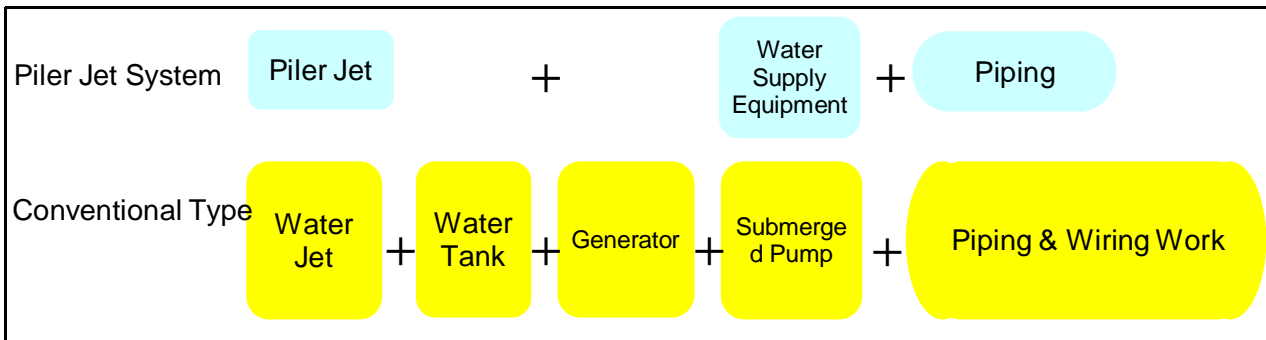 Piler Jet System
Piler Jet
+
Water
Supply
Equipment
+
Piping
Conventional Type
Water
Jet
+
Water
Tank
+
Generator
+
Submerge
d Pump
+
Piping & Wiring Work